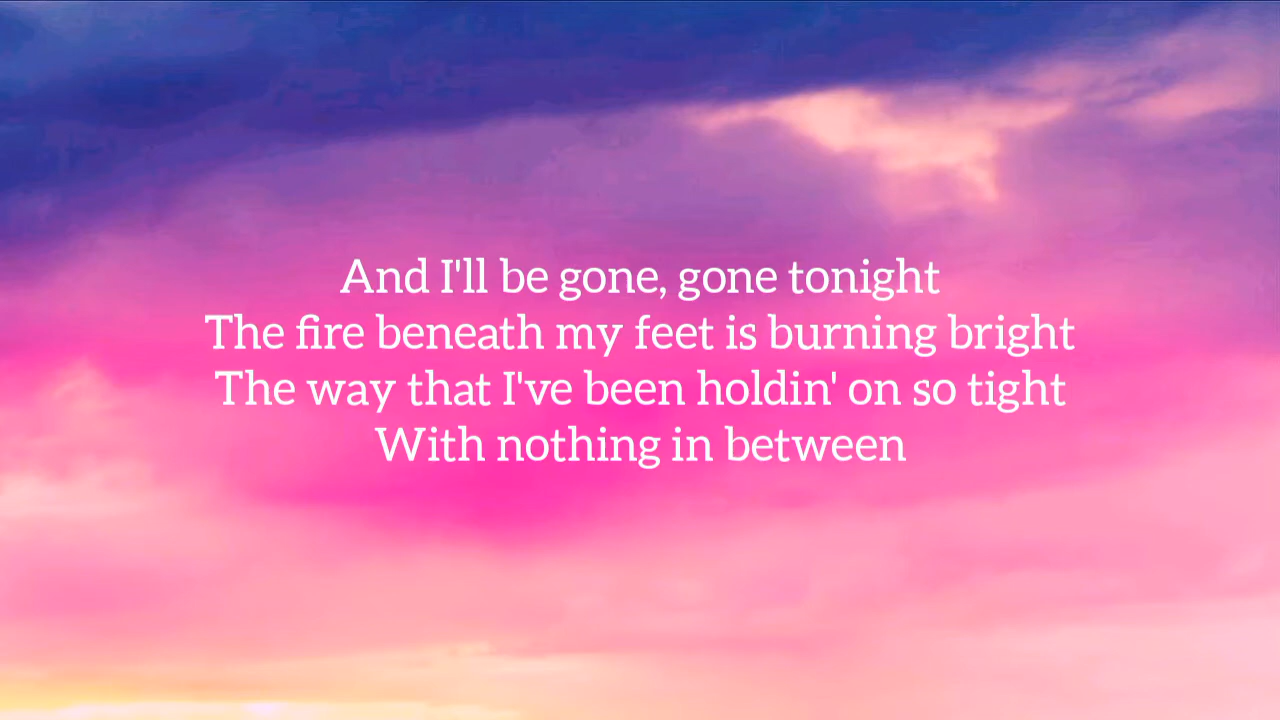 And I'll be gone, gone tonight
The fire beneath my feet is burning bright
The way that I've been holdin' on so tight
With nothing in between